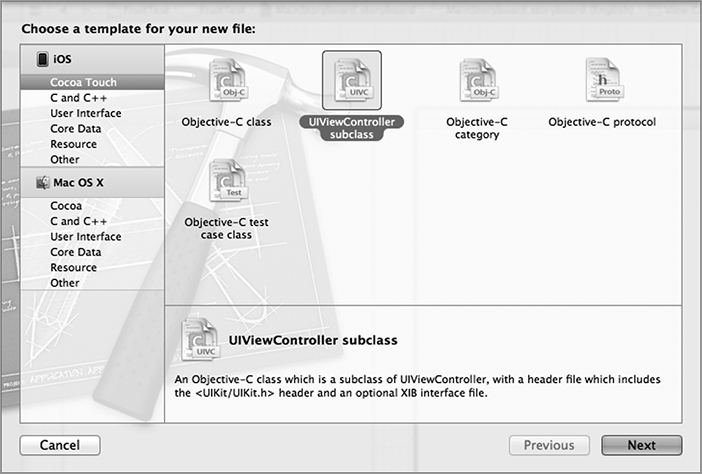 Choose a template for your new file:
iOS
Cocoa Touch
C and C++
User Interface
Core Data
Resource
Other
Mac OS X
Cocoa
C and C++
User Interface
Core Data
Resource
Other
Obj-C
Objective-C class
UIVC
UIViewController
subclass
Obj-C
Objective-C
category
h
Proto
Objective-C protocol
Test
Objective-C test
case class
UIVC
UIViewController subclass
An Objective-C class which is a subclass of UIViewController, with a header file which includes
the <UIKit/UIKit.h> header and an optional XIB interface file.
Cancel
Previous
Next